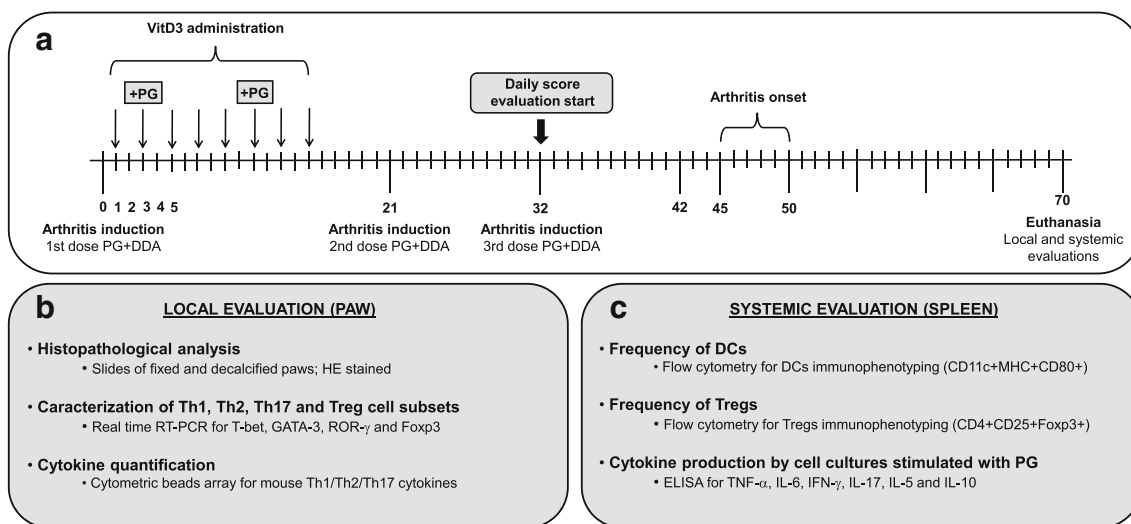 a
VitD3 administration
+PG +PG
Daily score
evaluation start
Arthritis onset
0 1 2 3 4 5 21 32 42 45 50 70
Arthritis induction
1st dose PG+DDA
Arthritis induction
2nd dose PG+DDA
Arthritis induction
3rd dose PG+DDA
Euthanasia
Local and systemic
evaluations
b
LOCAL EVALUATION (PAW)
• Histopathological analysis
• Slides of fixed and decalcified paws; HE stained
• Caracterization of Th1, Th2, Th17 and Treg cell subsets
• Real time RT-PCR for T-bet, GATA-3, ROR-γ and Foxp3
• Cytokine quantification
• Cytometric beads array for mouse Th1/Th2/Th17 cytokines
c
SYSTEMIC EVALUATION (SPLEEN)
• Frequency of DCs
• Flow cytometry for DCs immunophenotyping (CD11c+MHC+CD80+)
• Frequency of Tregs
• Flow cytometry for Tregs immunophenotyping (CD4+CD25+Foxp3+)
• Cytokine production by cell cultures stimulated with PG
• ELISA for TNF-α, IL-6, IFN-γ, IL-17, IL-5 and IL-10